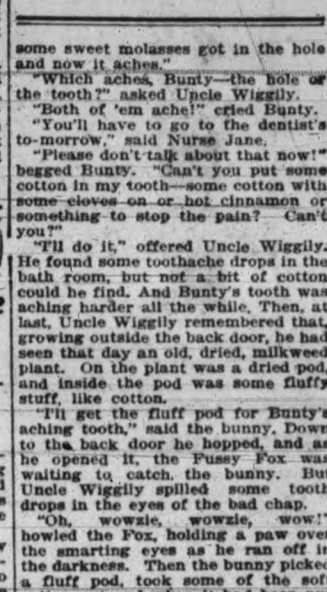 some sweet molasses got in the hole
and now it aches."
"Which aches, Bunty—the hole or
the tooth?" asked Uncle Wiggily.
"Both of 'em ache!" cried Bunty.
"You'll have to go to the dentist's
to-morrow," said Nurse Jane.
"Please don't talk about that now!"
begged Bunty. "Can't you put some
cotton in my tooth—some cotton with
some cloves on or hot cinnamon or
something to stop the pain? Can't
you?"
"I'll do it," offered Uncle Wiggily.
He found some toothache drops in the
bath room, but not a bit of cotton
could he find. And Bunty's tooth was
aching harder all the while. Then, at
last, Uncle Wiggily remembered that,
growing outside the back door, he had
seen that day an old, dried, milkweed
plant. On the plant was a dried pod,
and inside the pod was some fluffy
stuff, like cotton.
"I'll get the fluff pod for Bunty's
aching tooth," said the bunny. Down
to the back door he hopped, and as
he opened it, the Fussy Fox was
waiting to catch the bunny. But
Uncle Wiggily spilled some tooth
drops in the eyes of the bad chap.
"Oh, wowzie, wowzie, wow!"
howled the Fox, holding a paw over
the smarting eyes as he ran off in
the darkness. Then the bunny picked
a fluff pod, took some of the soft